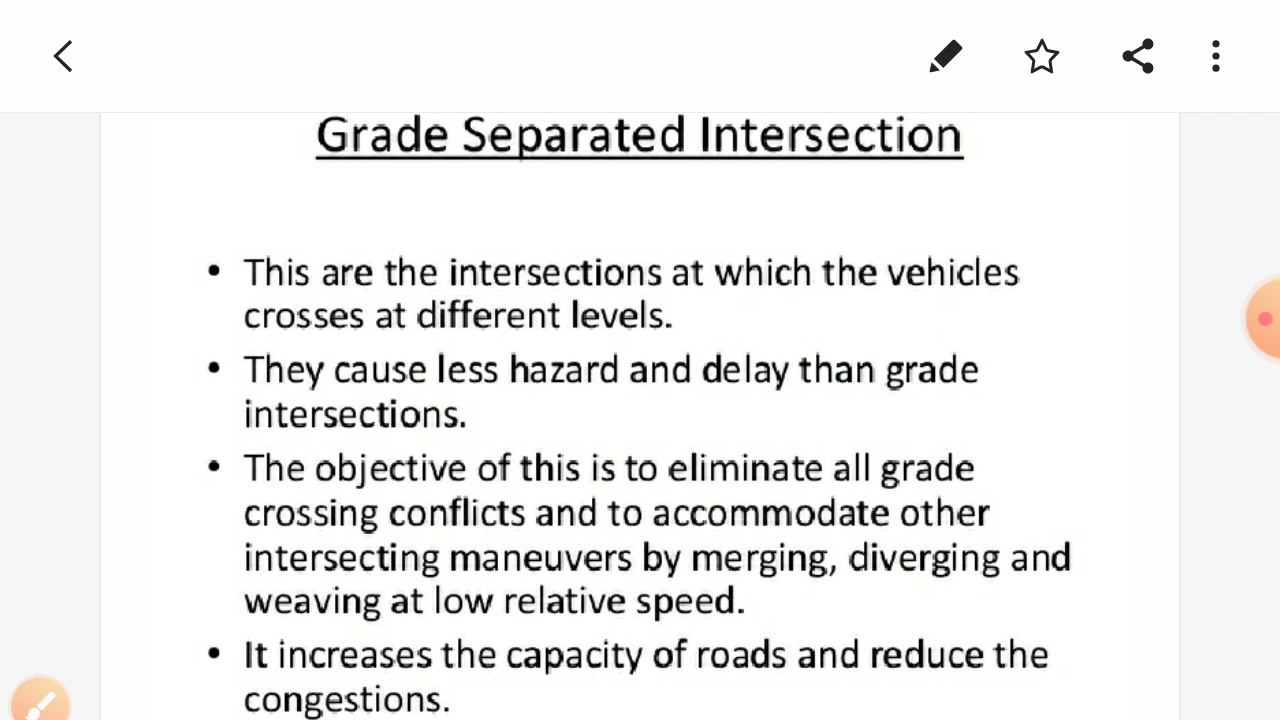 Grade Separated Intersection
• This are the intersections at which the vehicles
crosses at different levels.
• They cause less hazard and delay than grade
intersections.
• The objective of this is to eliminate all grade
crossing conflicts and to accommodate other
intersecting maneuvers by merging, diverging and
weaving at low relative speed.
• It increases the capacity of roads and reduce the
congestions.